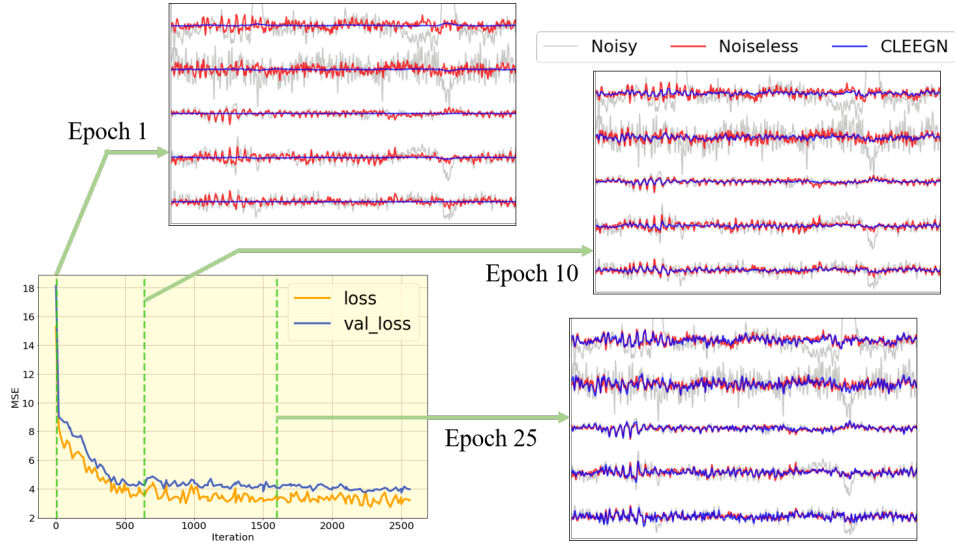 Noisy Noiseless CLEEGN
Epoch 1
Epoch 10
Epoch 25
loss
val_loss
18
16
14
12
10
8
6
4
2
MSE
0 500 1000 1500 2000 2500
Iteration